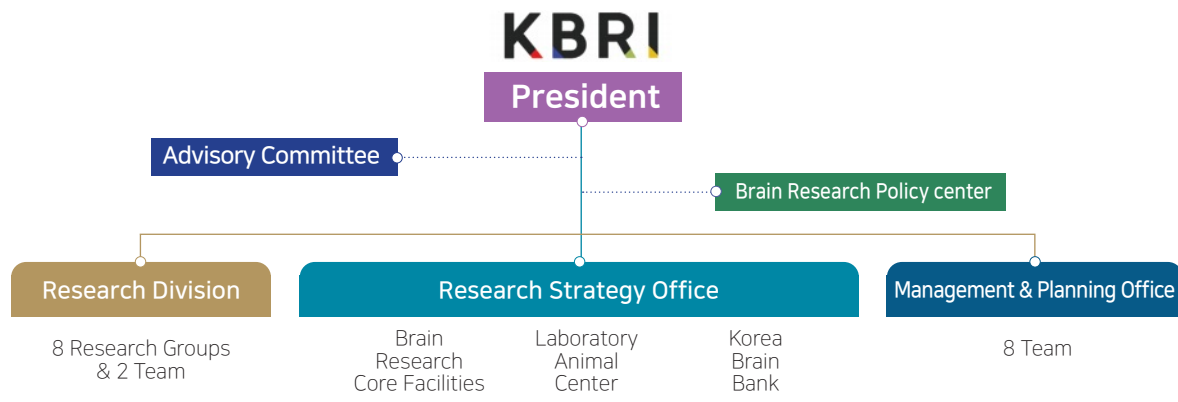 KBRI
President
Advisory Committee
Brain Research Policy center
Research Division
8 Research Groups
& 2 Team
Research Strategy Office
Brain
Research
Core Facilities
Laboratory
Animal
Center
Korea
Brain
Bank
Management & Planning Office
8 Team